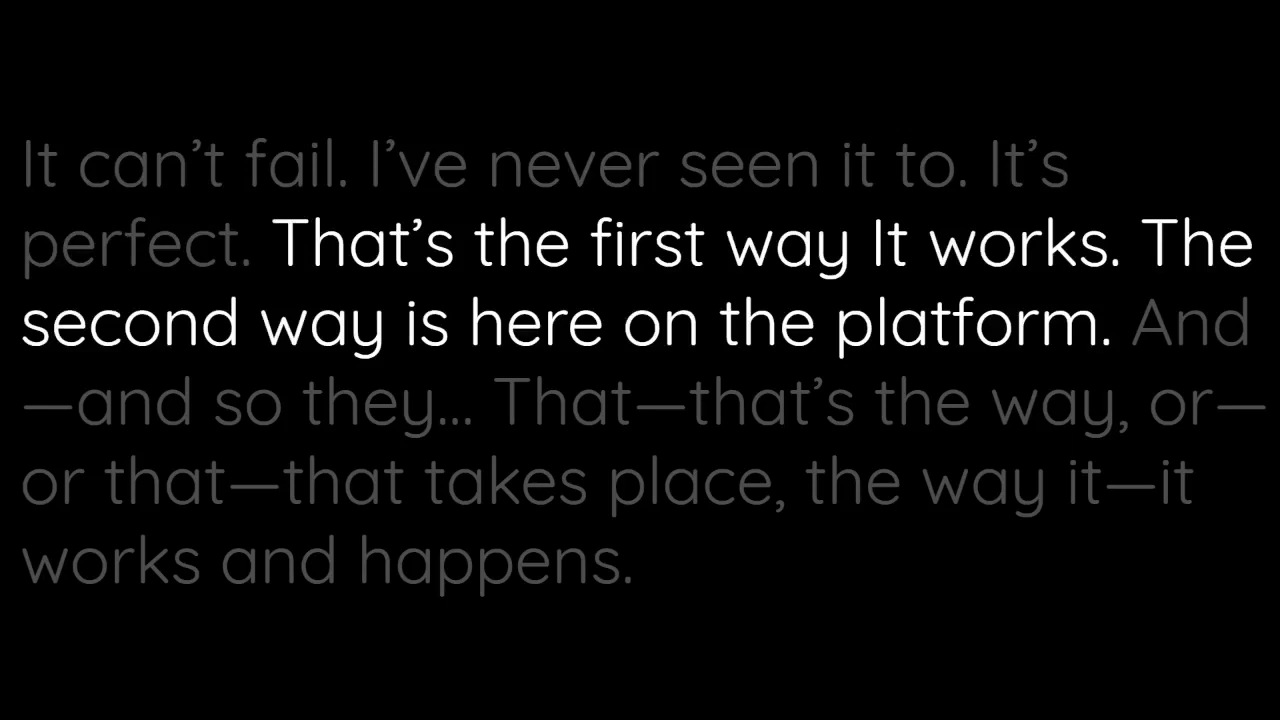 It can’t fail. I’ve never seen it to. It’s
perfect. That’s the first way It works. The
second way is here on the platform. And
—and so they... That—that’s the way, or—
or that—that takes place, the way it—it
works and happens.